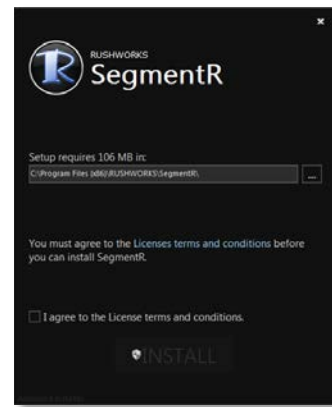 RUSHWORKS
SegmentR
Setup requires 106 MB in:
C:\Program Files (x86)\RUSHWORKS\SegmentR\
...
You must agree to the Licenses terms and conditions before
you can install SegmentR.
I agree to the License terms and conditions.
INSTALL